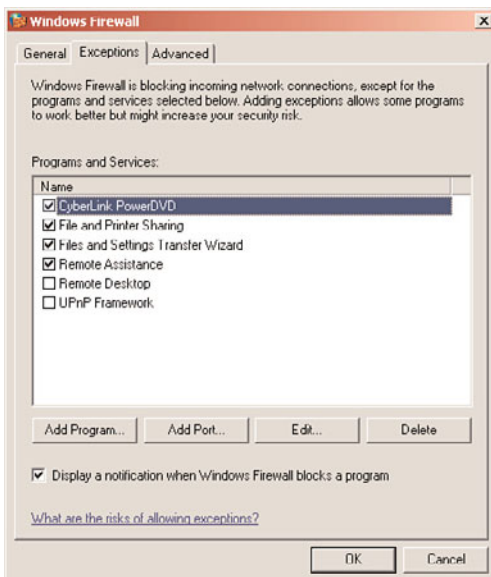 Windows Firewall
General Exceptions Advanced
Windows Firewall is blocking incoming network connections, except for the
programs and services selected below. Adding exceptions allows some programs
to work better but might increase your security risk.
Programs and Services:
Name
CyberLink PowerDVD
File and Printer Sharing
Files and Settings Transfer Wizard
Remote Assistance
Remote Desktop
UPnP Framework
Add Program... Add Port... Edit... Delete
Display a notification when Windows Firewall blocks a program
What are the risks of allowing exceptions?
OK Cancel